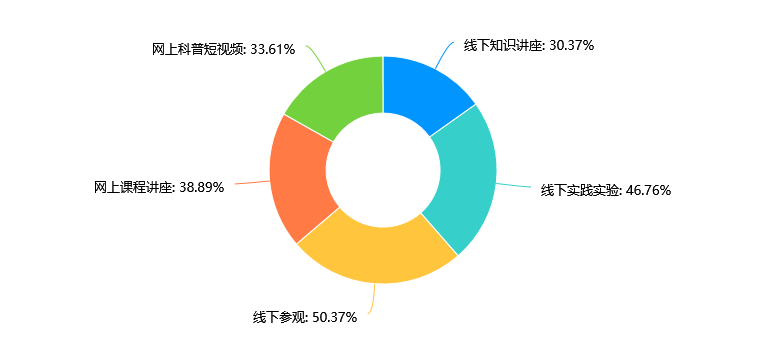 网上科普短视频: 33.61%
线下知识讲座: 30.37%
网上课程讲座: 38.89%
线下实践实验: 46.76%
线下参观: 50.37%